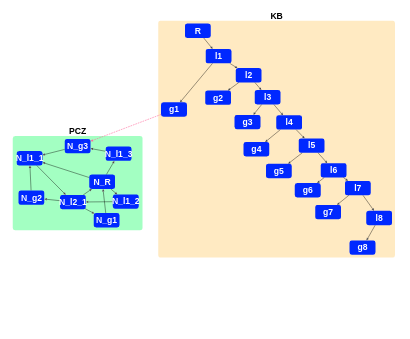 KB
R
l1
l2
g2
l3
g1
g3
l4
PCZ
N_g3
l5
g4
N_l1_1
N_l1_3
l6
g5
N_R
l7
g6
N_g2
N_l2_1
N_l1_2
g7
l8
N_g1
g8